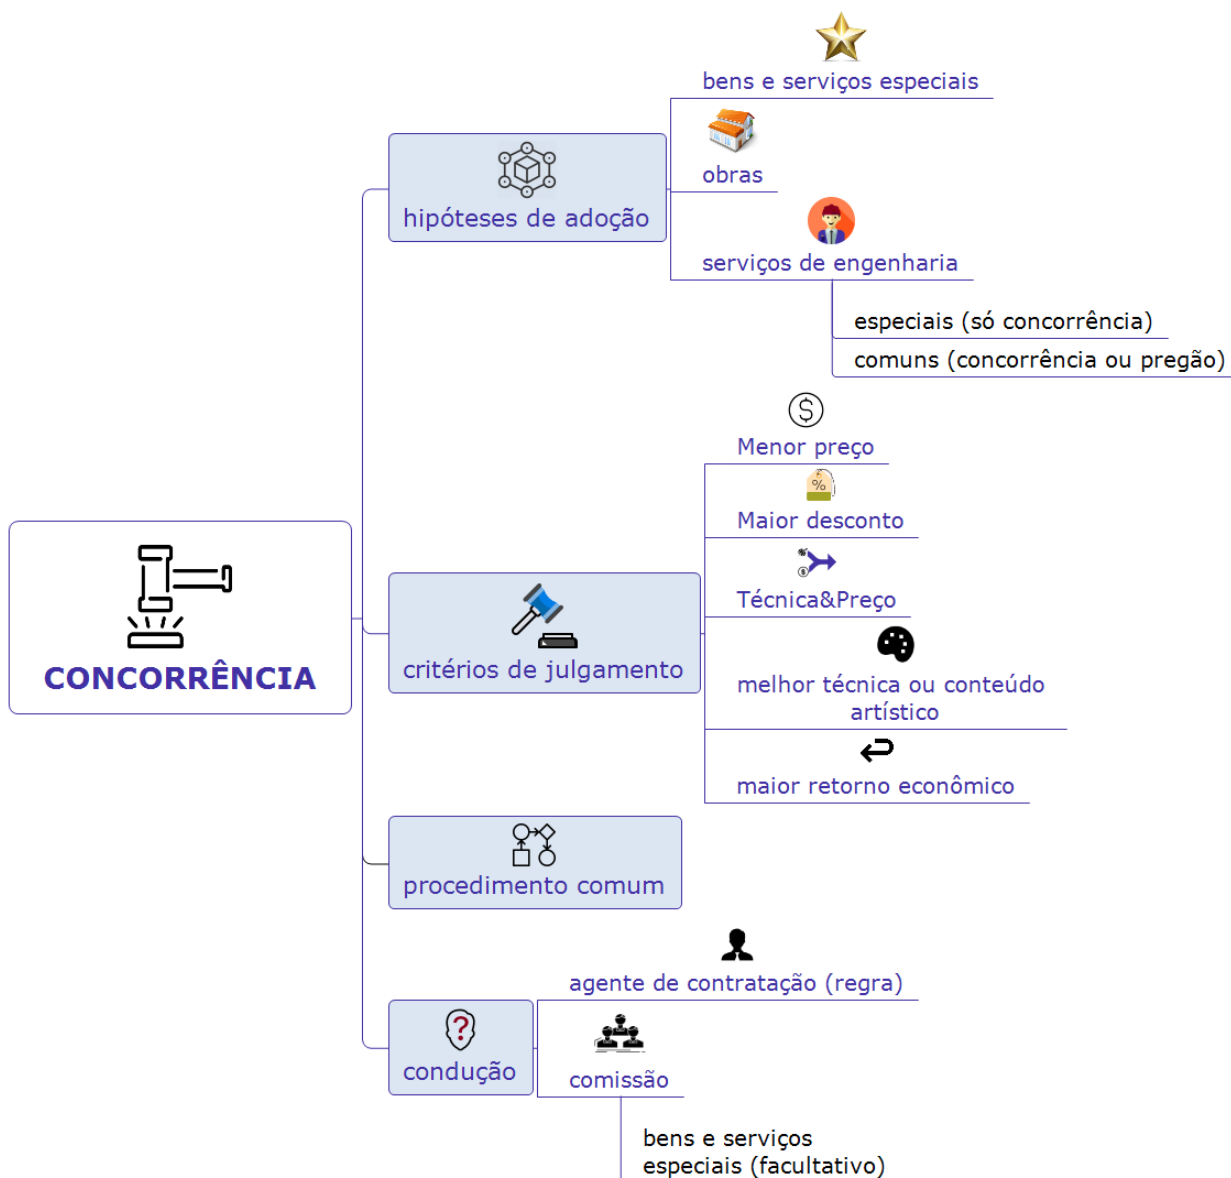 bens e serviços especiais
obras
hipóteses de adoção
serviços de engenharia
especiais (só concorrência)
comuns (concorrência ou pregão)
Menor preço
%
Maior desconto
Técnica&Preço
CONCORRÊNCIA
critérios de julgamento
melhor técnica ou conteúdo
artístico
maior retorno econômico
procedimento comum
agente de contratação (regra)
condução
comissão
bens e serviços
especiais (facultativo)